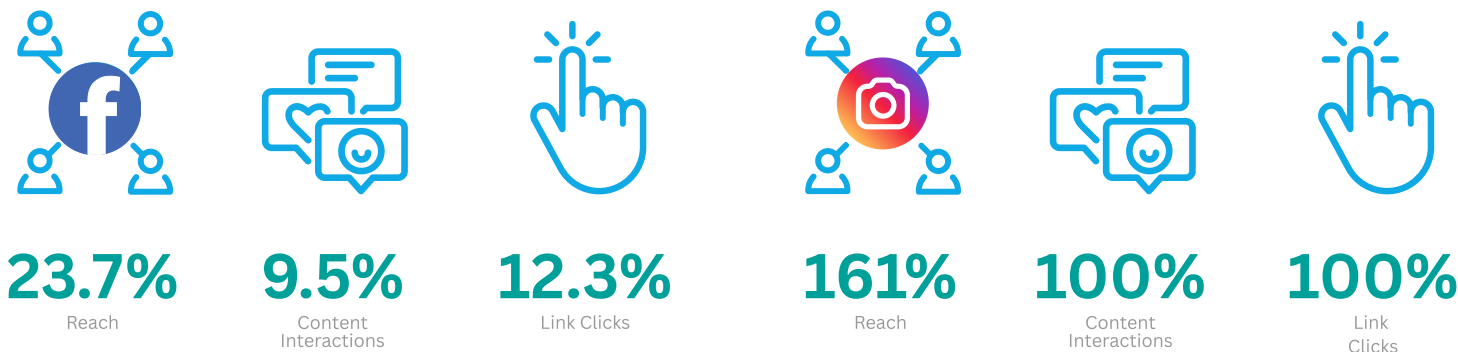 23.7%
Reach
9.5%
Content
Interactions
12.3%
Link Clicks
161%
Reach
100%
Content
Interactions
100%
Link
Clicks